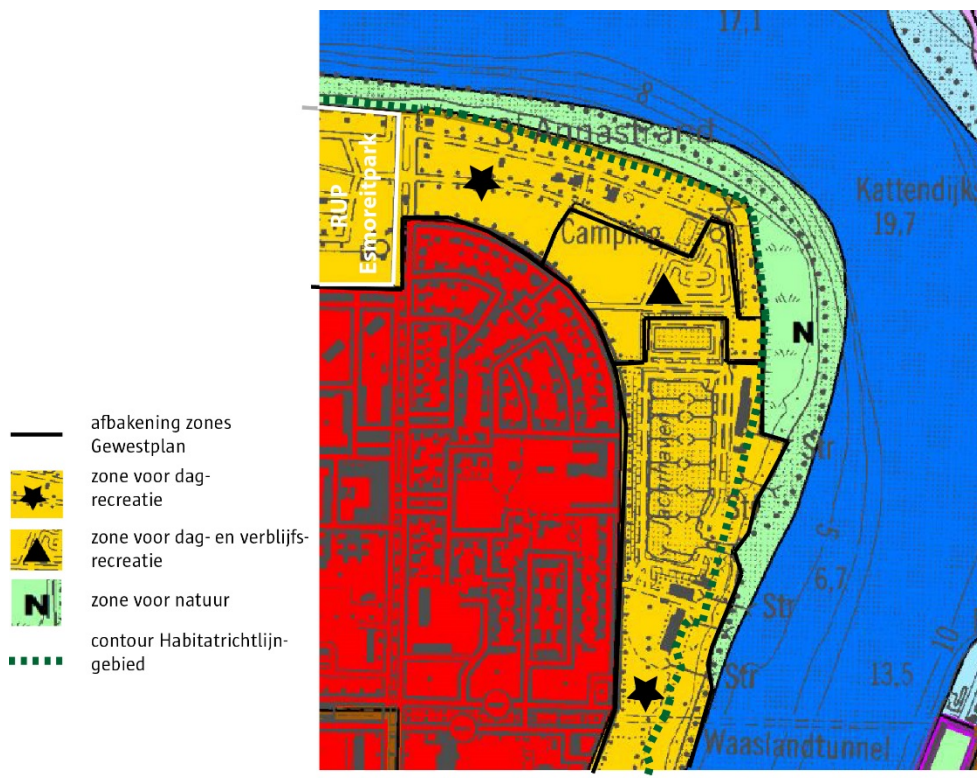 17,1
8
St Annastrand
Kattendijk
19,7
RUP
Esmoreitpark
Camping
N
Jachthaven
Str
9
6,7
Str
Str
10
13,5
Waaslandtunnel
afbakening zones
Gewestplan
zone voor dag-
recreatie
zone voor dag- en verblijfs-
recreatie
N
zone voor natuur
contour Habitatrichtlijn-
gebied